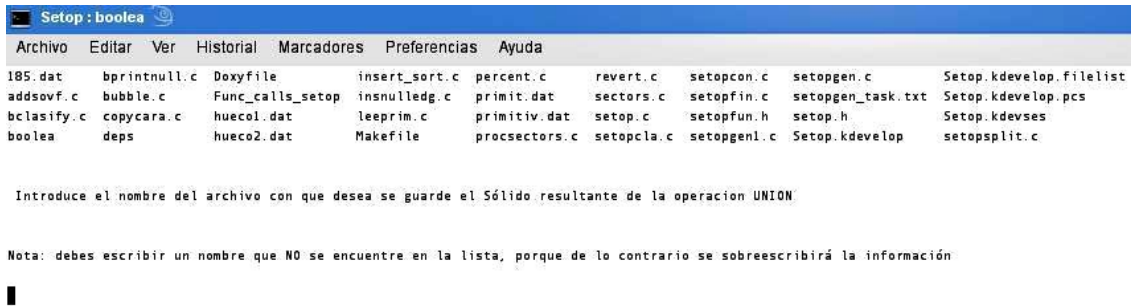 Setop : boolea
Archivo Editar Ver Historial Marcadores Preferencias Ayuda
185.dat bprintnull.c Doxyfile insert_sort.c percent.c revert.c setopcon.c setopgen.c Setop.kdevelop.filelist
addsovf.c bubble.c Func_calls_setop insnulledg.c primit.dat sectors.c setopfin.c setopgen_task.txt Setop.kdevelop.pcs
bclasify.c copycara.c hueco1.dat leeprim.c primitiv.dat setop.c setopfun.h setop.h Setop.kdevses
boolea deps hueco2.dat Makefile procsectors.c setopcla.c setopgen1.c Setop.kdevelop setopsplit.c
Introduce el nombre del archivo con que desea se guarde el Sólido resultante de la operacion UNION
Nota: debes escribir un nombre que NO se encuentre en la lista, porque de lo contrario se sobreescribirá la información